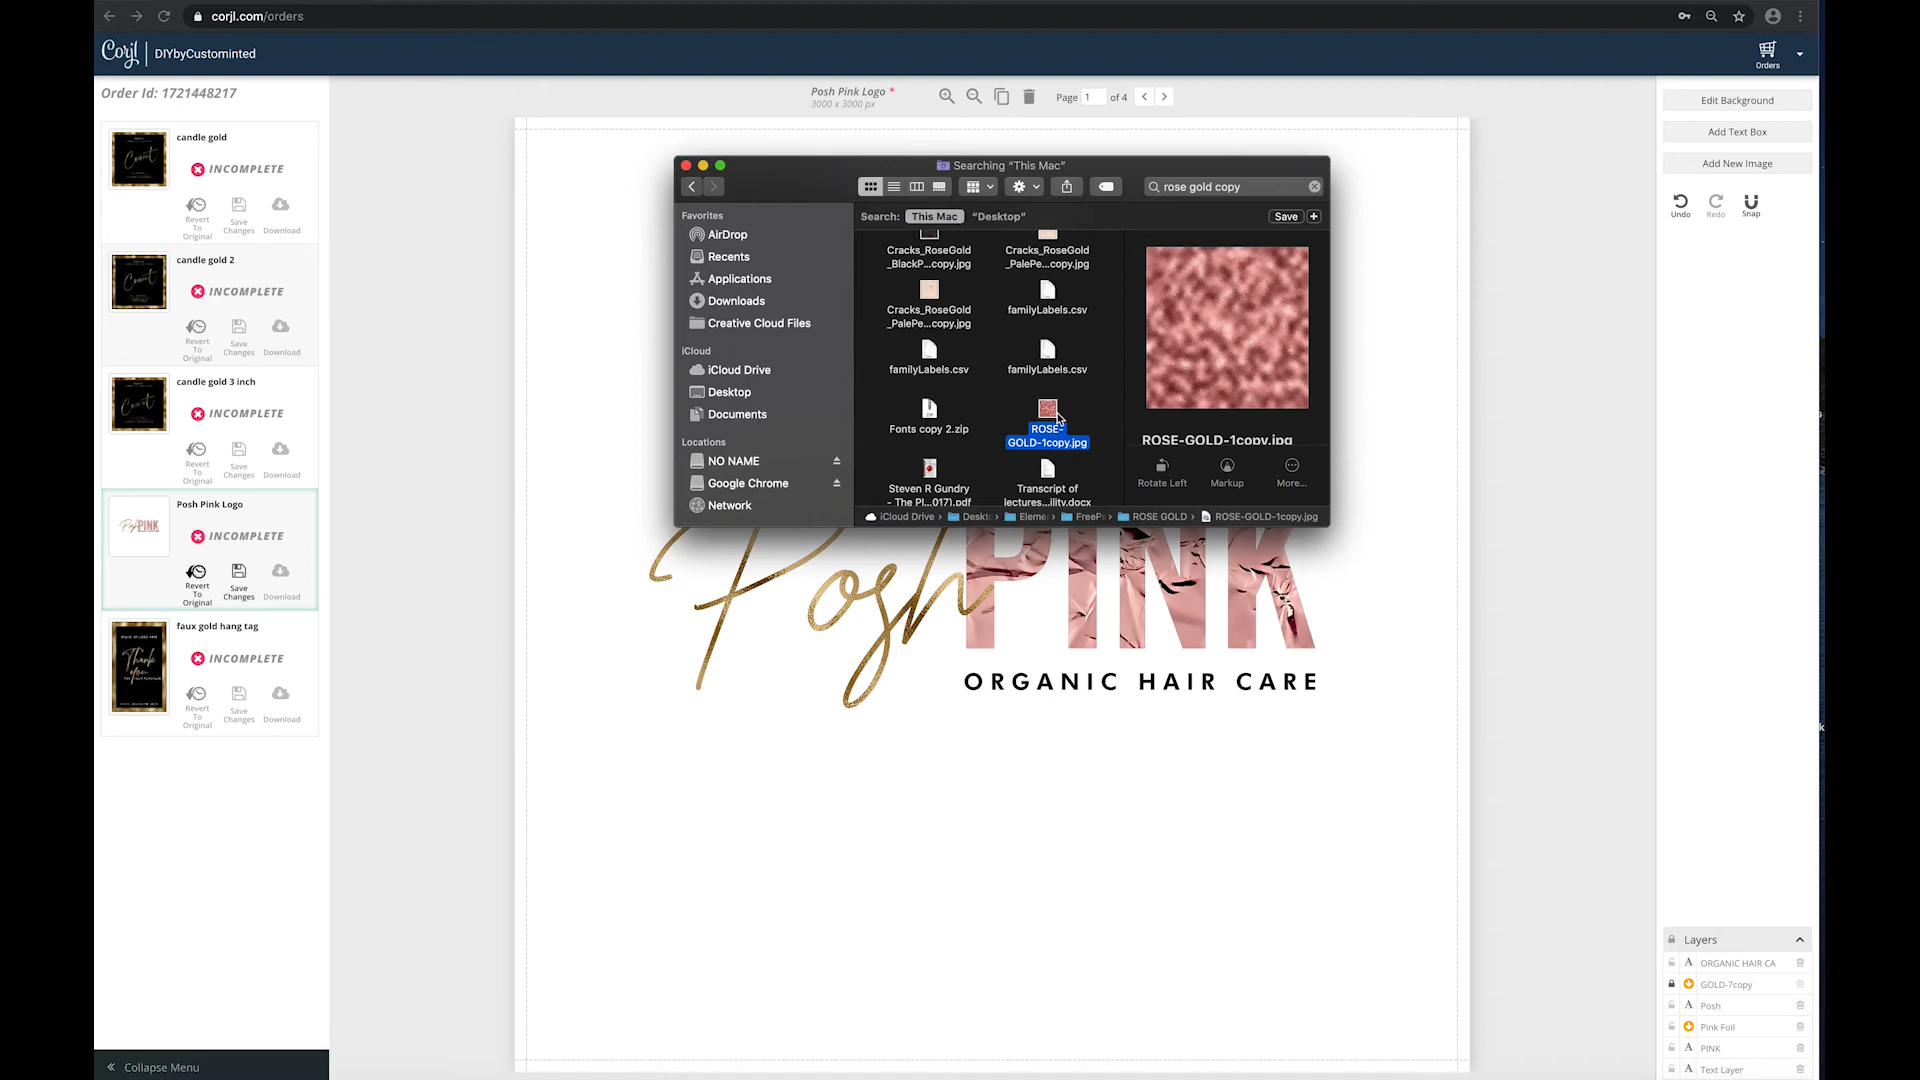 corjl.com/orders
Corjl DIYbyCustominted
Orders
Order Id: 1721448217
candle gold
INCOMPLETE
Revert To Original
Save Changes
Download
candle gold 2
INCOMPLETE
Revert To Original
Save Changes
Download
candle gold 3 inch
INCOMPLETE
Revert To Original
Save Changes
Download
Posh Pink Logo
INCOMPLETE
Revert To Original
Save Changes
Download
faux gold hang tag
INCOMPLETE
Revert To Original
Save Changes
Download
Collapse Menu
Posh Pink Logo *
3000 x 3000 px
Page 1 of 4
Searching “This Mac”
rose gold copy
Favorites
AirDrop
Recents
Applications
Downloads
Creative Cloud Files
iCloud
iCloud Drive
Desktop
Documents
Locations
NO NAME
Google Chrome
Network
Search: This Mac “Desktop” Save
Cracks_RoseGold
_BlackP...copy.jpg
Cracks_RoseGold
_PalePe...copy.jpg
Cracks_RoseGold
_PalePe...copy.jpg
familyLabels.csv
familyLabels.csv
familyLabels.csv
Fonts copy 2.zip
ROSE-
GOLD-1copy.jpg
Steven R Gundry
- The Pl...017).pdf
Transcript of
lectures...ility.docx
ROSE-GOLD-1copy.jpg
Rotate Left
Markup
More...
iCloud Drive › Deskt › Eleme › FreeP › ROSE GOLD › ROSE-GOLD-1copy.jpg
Posh PINK
ORGANIC HAIR CARE
Edit Background
Add Text Box
Add New Image
Undo
Redo
Snap
Layers
ORGANIC HAIR CA
GOLD-7copy
Posh
Pink Foil
PINK
Text Layer